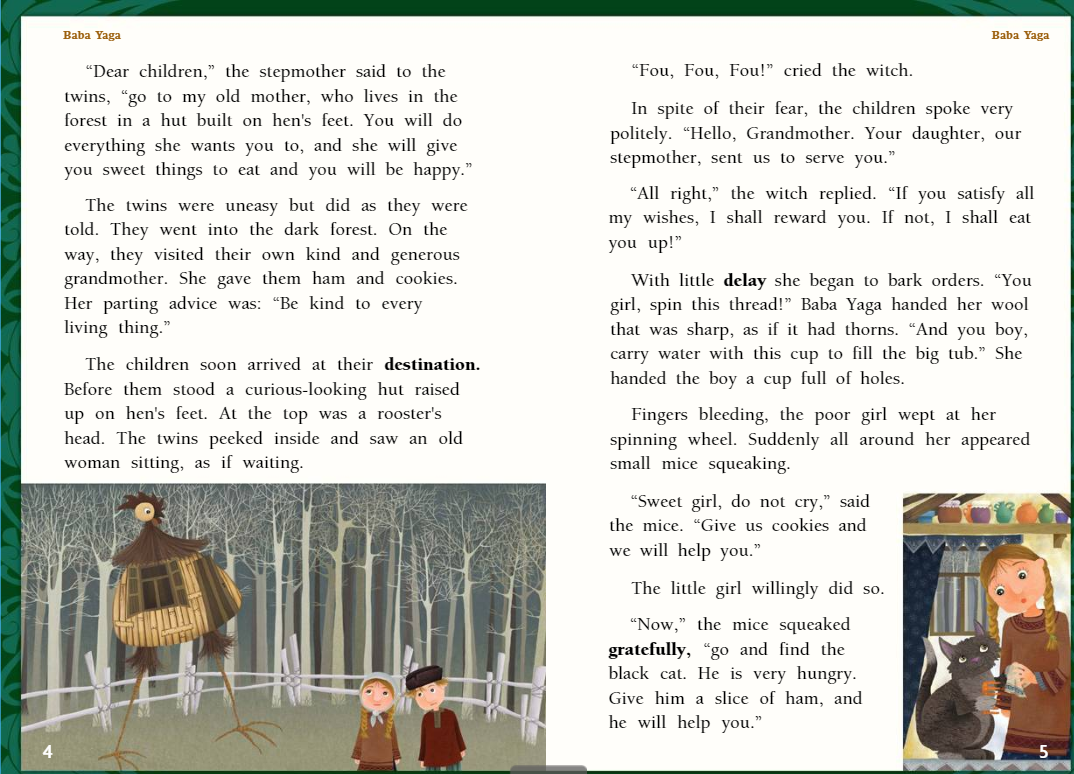 Baba Yaga
“Dear children,” the stepmother said to the
twins, “go to my old mother, who lives in the
forest in a hut built on hen's feet. You will do
everything she wants you to, and she will give
you sweet things to eat and you will be happy.”
The twins were uneasy but did as they were
told. They went into the dark forest. On the
way, they visited their own kind and generous
grandmother. She gave them ham and cookies.
Her parting advice was: “Be kind to every
living thing.”
The children soon arrived at their destination.
Before them stood a curious-looking hut raised
up on hen's feet. At the top was a rooster's
head. The twins peeked inside and saw an old
woman sitting, as if waiting.
4
Baba Yaga
“Fou, Fou, Fou!” cried the witch.
In spite of their fear, the children spoke very
politely. “Hello, Grandmother. Your daughter, our
stepmother, sent us to serve you.”
“All right,” the witch replied. “If you satisfy all
my wishes, I shall reward you. If not, I shall eat
you up!”
With little delay she began to bark orders. “You
girl, spin this thread!” Baba Yaga handed her wool
that was sharp, as if it had thorns. “And you boy,
carry water with this cup to fill the big tub.” She
handed the boy a cup full of holes.
Fingers bleeding, the poor girl wept at her
spinning wheel. Suddenly all around her appeared
small mice squeaking.
“Sweet girl, do not cry,” said
the mice. “Give us cookies and
we will help you.”
The little girl willingly did so.
“Now,” the mice squeaked
gratefully, “go and find the
black cat. He is very hungry.
Give him a slice of ham, and
he will help you.”
5